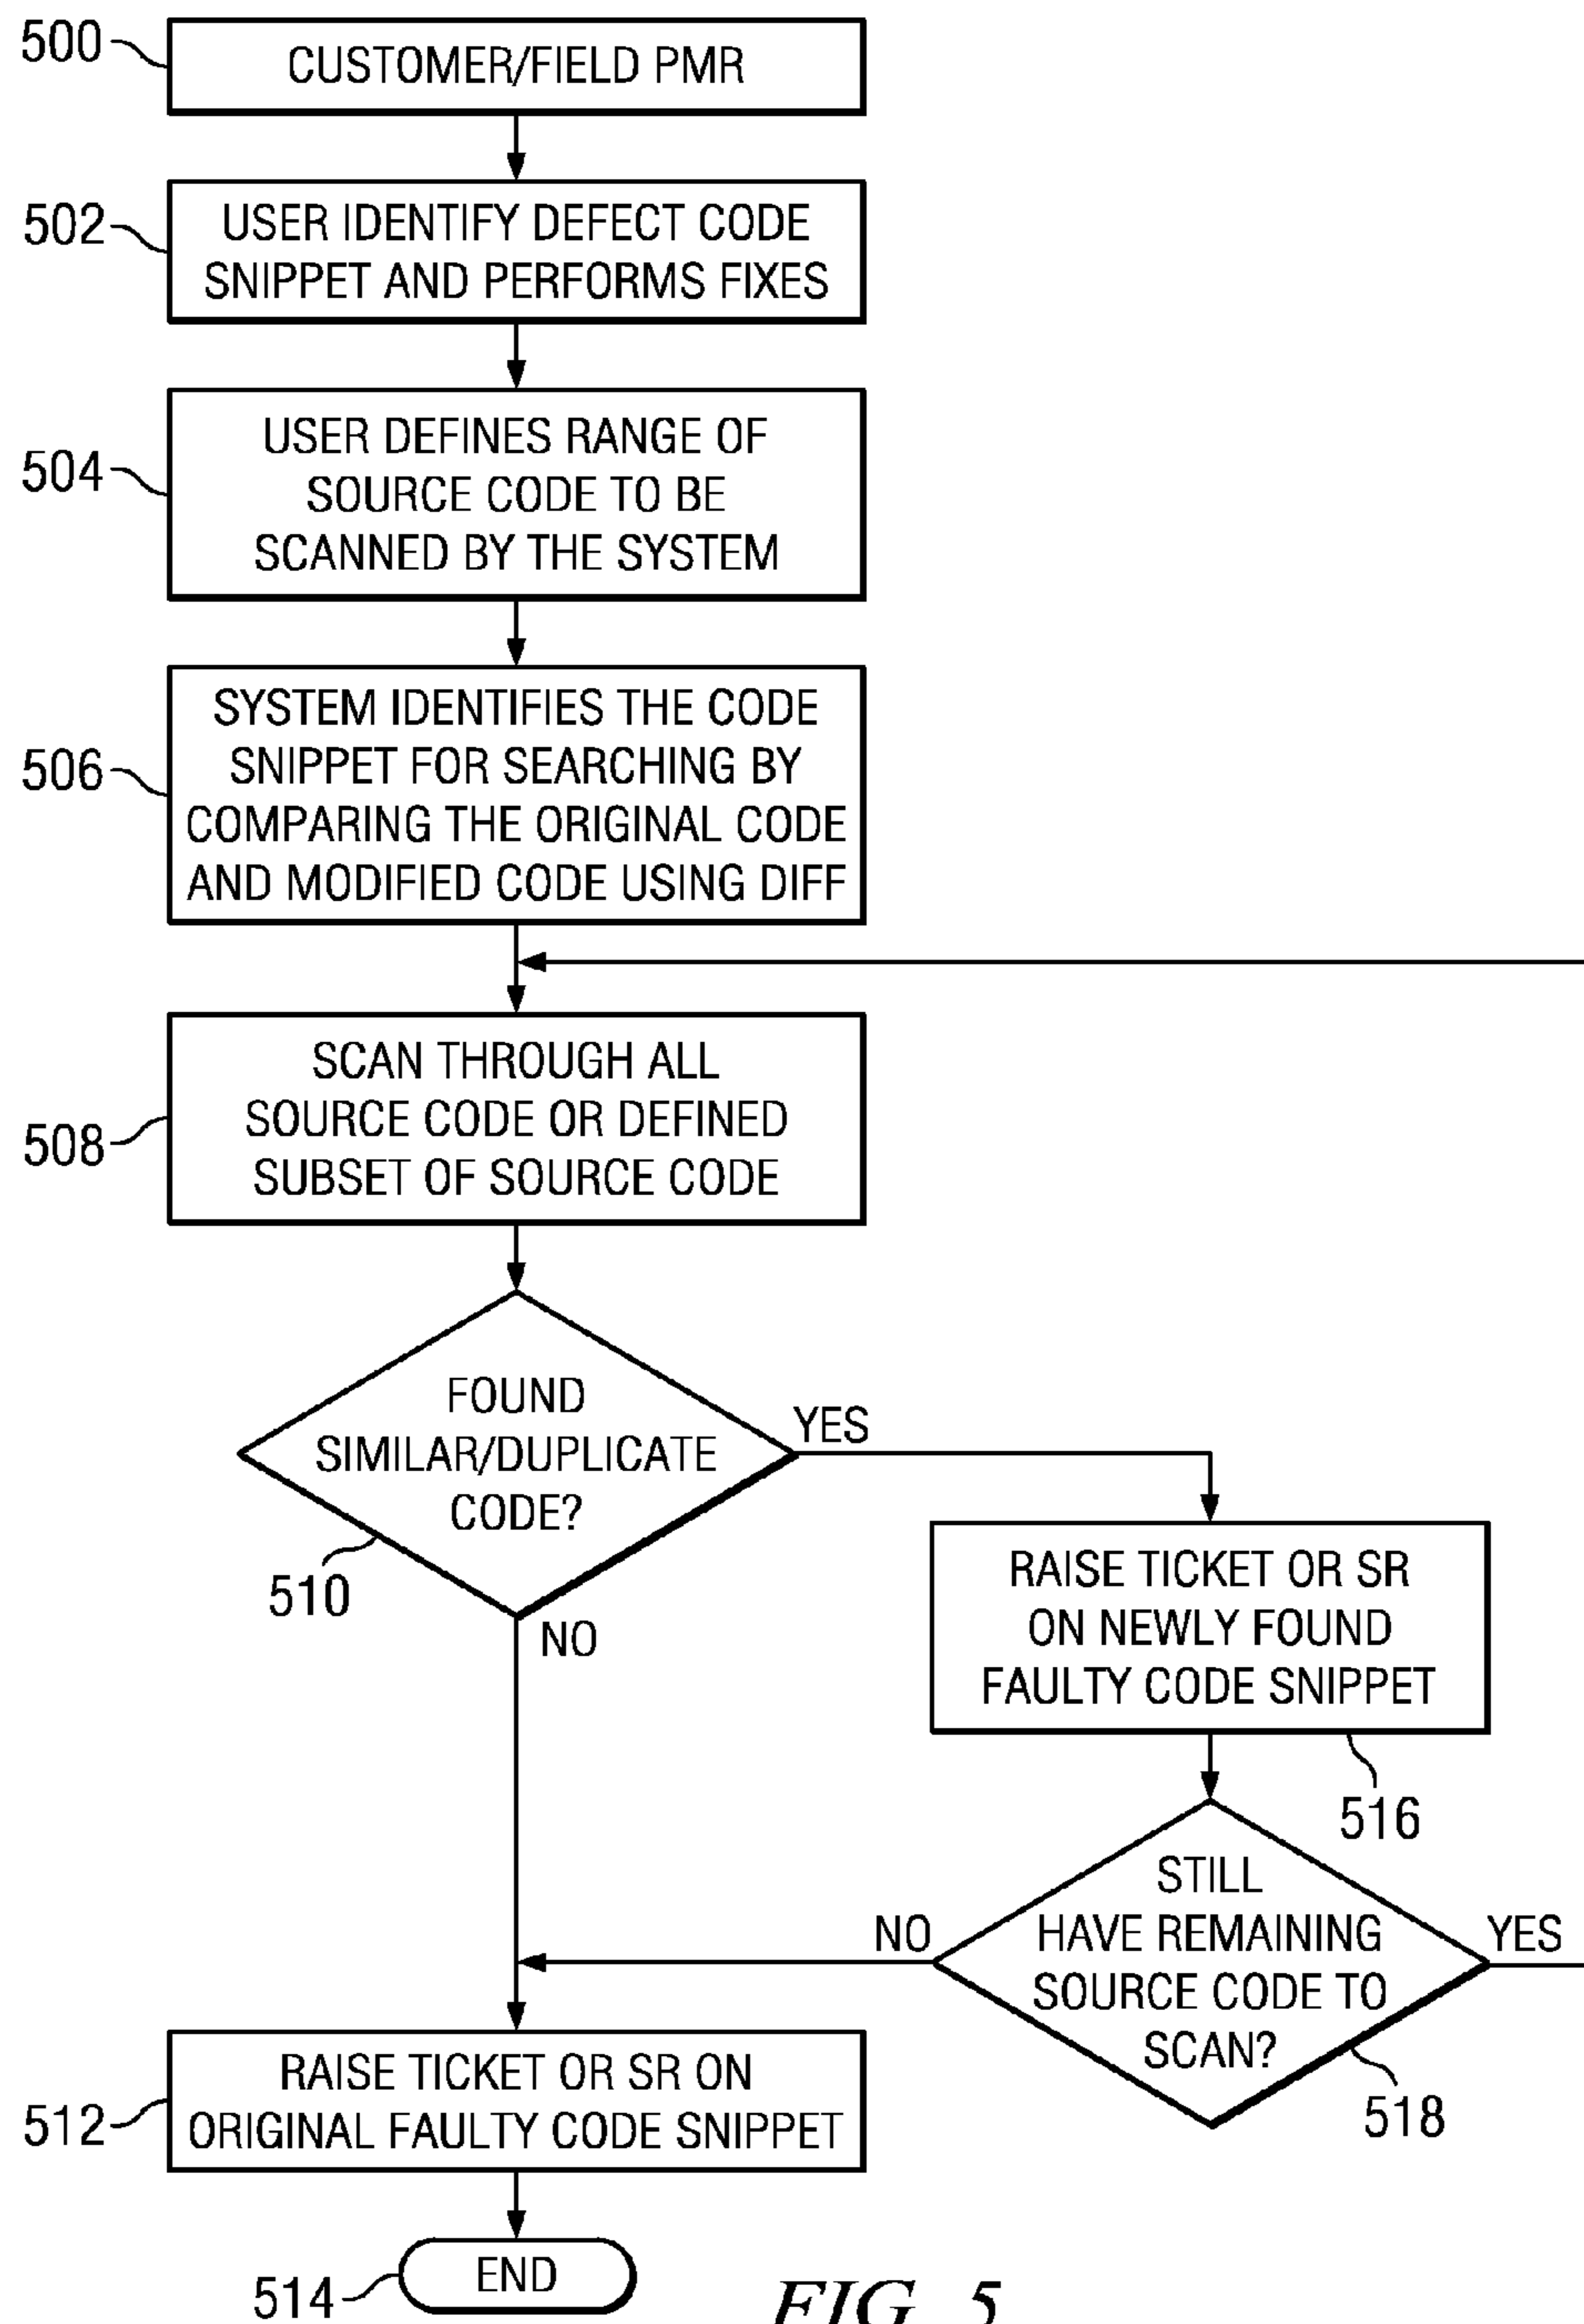 500
CUSTOMER/FIELD PMR
502
USER IDENTIFY DEFECT CODE
SNIPPET AND PERFORMS FIXES
504
USER DEFINES RANGE OF
SOURCE CODE TO BE
SCANNED BY THE SYSTEM
506
SYSTEM IDENTIFIES THE CODE
SNIPPET FOR SEARCHING BY
COMPARING THE ORIGINAL CODE
AND MODIFIED CODE USING DIFF
508
SCAN THROUGH ALL
SOURCE CODE OR DEFINED
SUBSET OF SOURCE CODE
FOUND
SIMILAR/DUPLICATE
CODE?
YES
510
NO
RAISE TICKET OR SR
ON NEWLY FOUND
FAULTY CODE SNIPPET
516
STILL
HAVE REMAINING
SOURCE CODE TO
SCAN?
NO
YES
518
512
RAISE TICKET OR SR ON
ORIGINAL FAULTY CODE SNIPPET
514
END
FIG. 5